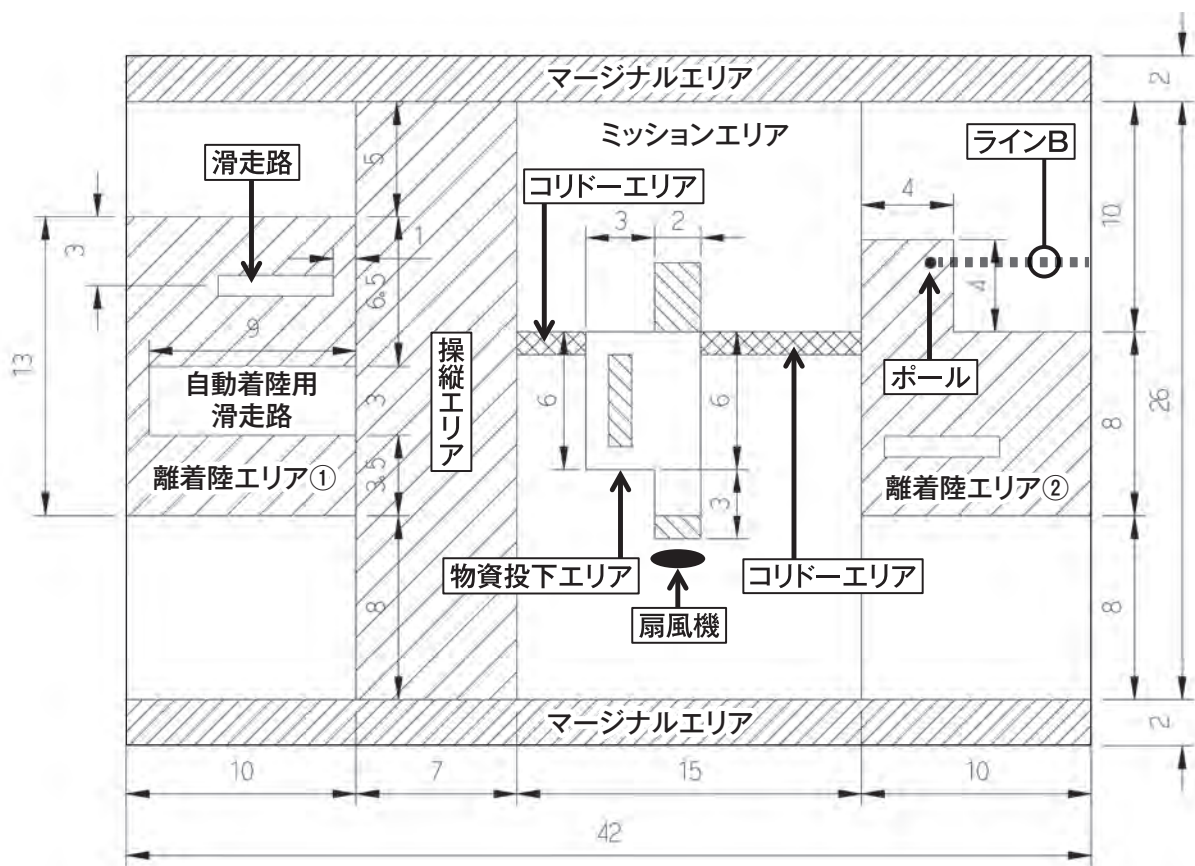 マージナルエリア
2
ミッションエリア
ラインB
滑走路
コリドーエリア
5
4
10
3
2
3
1
4
6.5
13
9
操縦エリア
ポール
自動着陸用
滑走路
3
6
6
8
26
離着陸エリア①
3.5
離着陸エリア②
3
物資投下エリア
コリドーエリア
8
扇風機
8
マージナルエリア
2
10
7
15
10
42